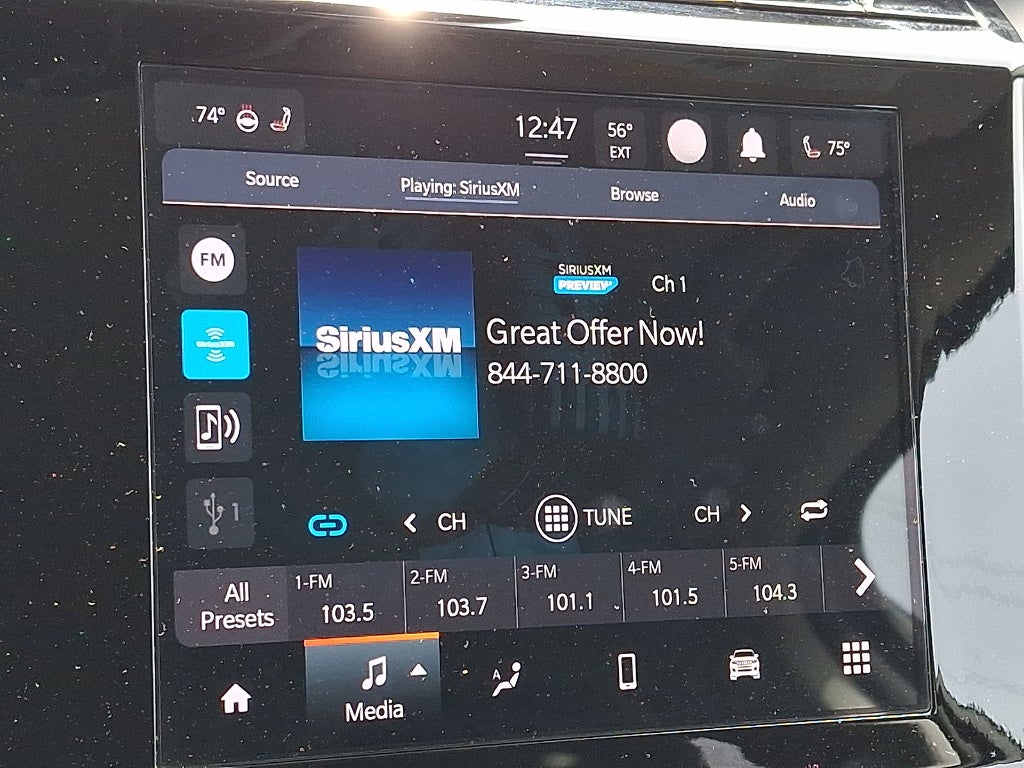 74°
12:47
56°
EXT
75°
Source
Playing: SiriusXM
Browse
Audio
FM
SIRIUSXM
PREVIEW
Ch 1
SiriusXM
Great Offer Now!
844-711-8800
SiriusXM
1
CH
TUNE
CH
All
Presets
1-FM
103.5
2-FM
103.7
3-FM
101.1
4-FM
101.5
5-FM
104.3
A
Media